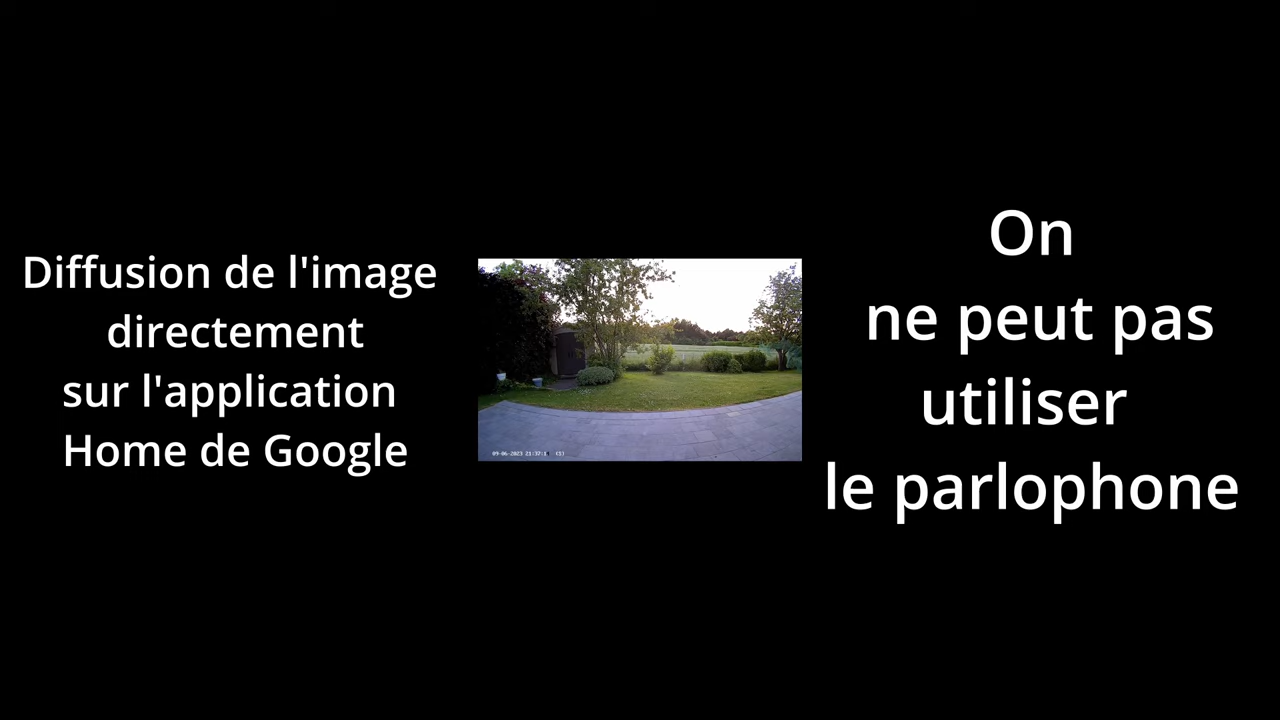 Diffusion de l'image
directement
sur l'application
Home de Google
On
ne peut pas
utiliser
le parlophone